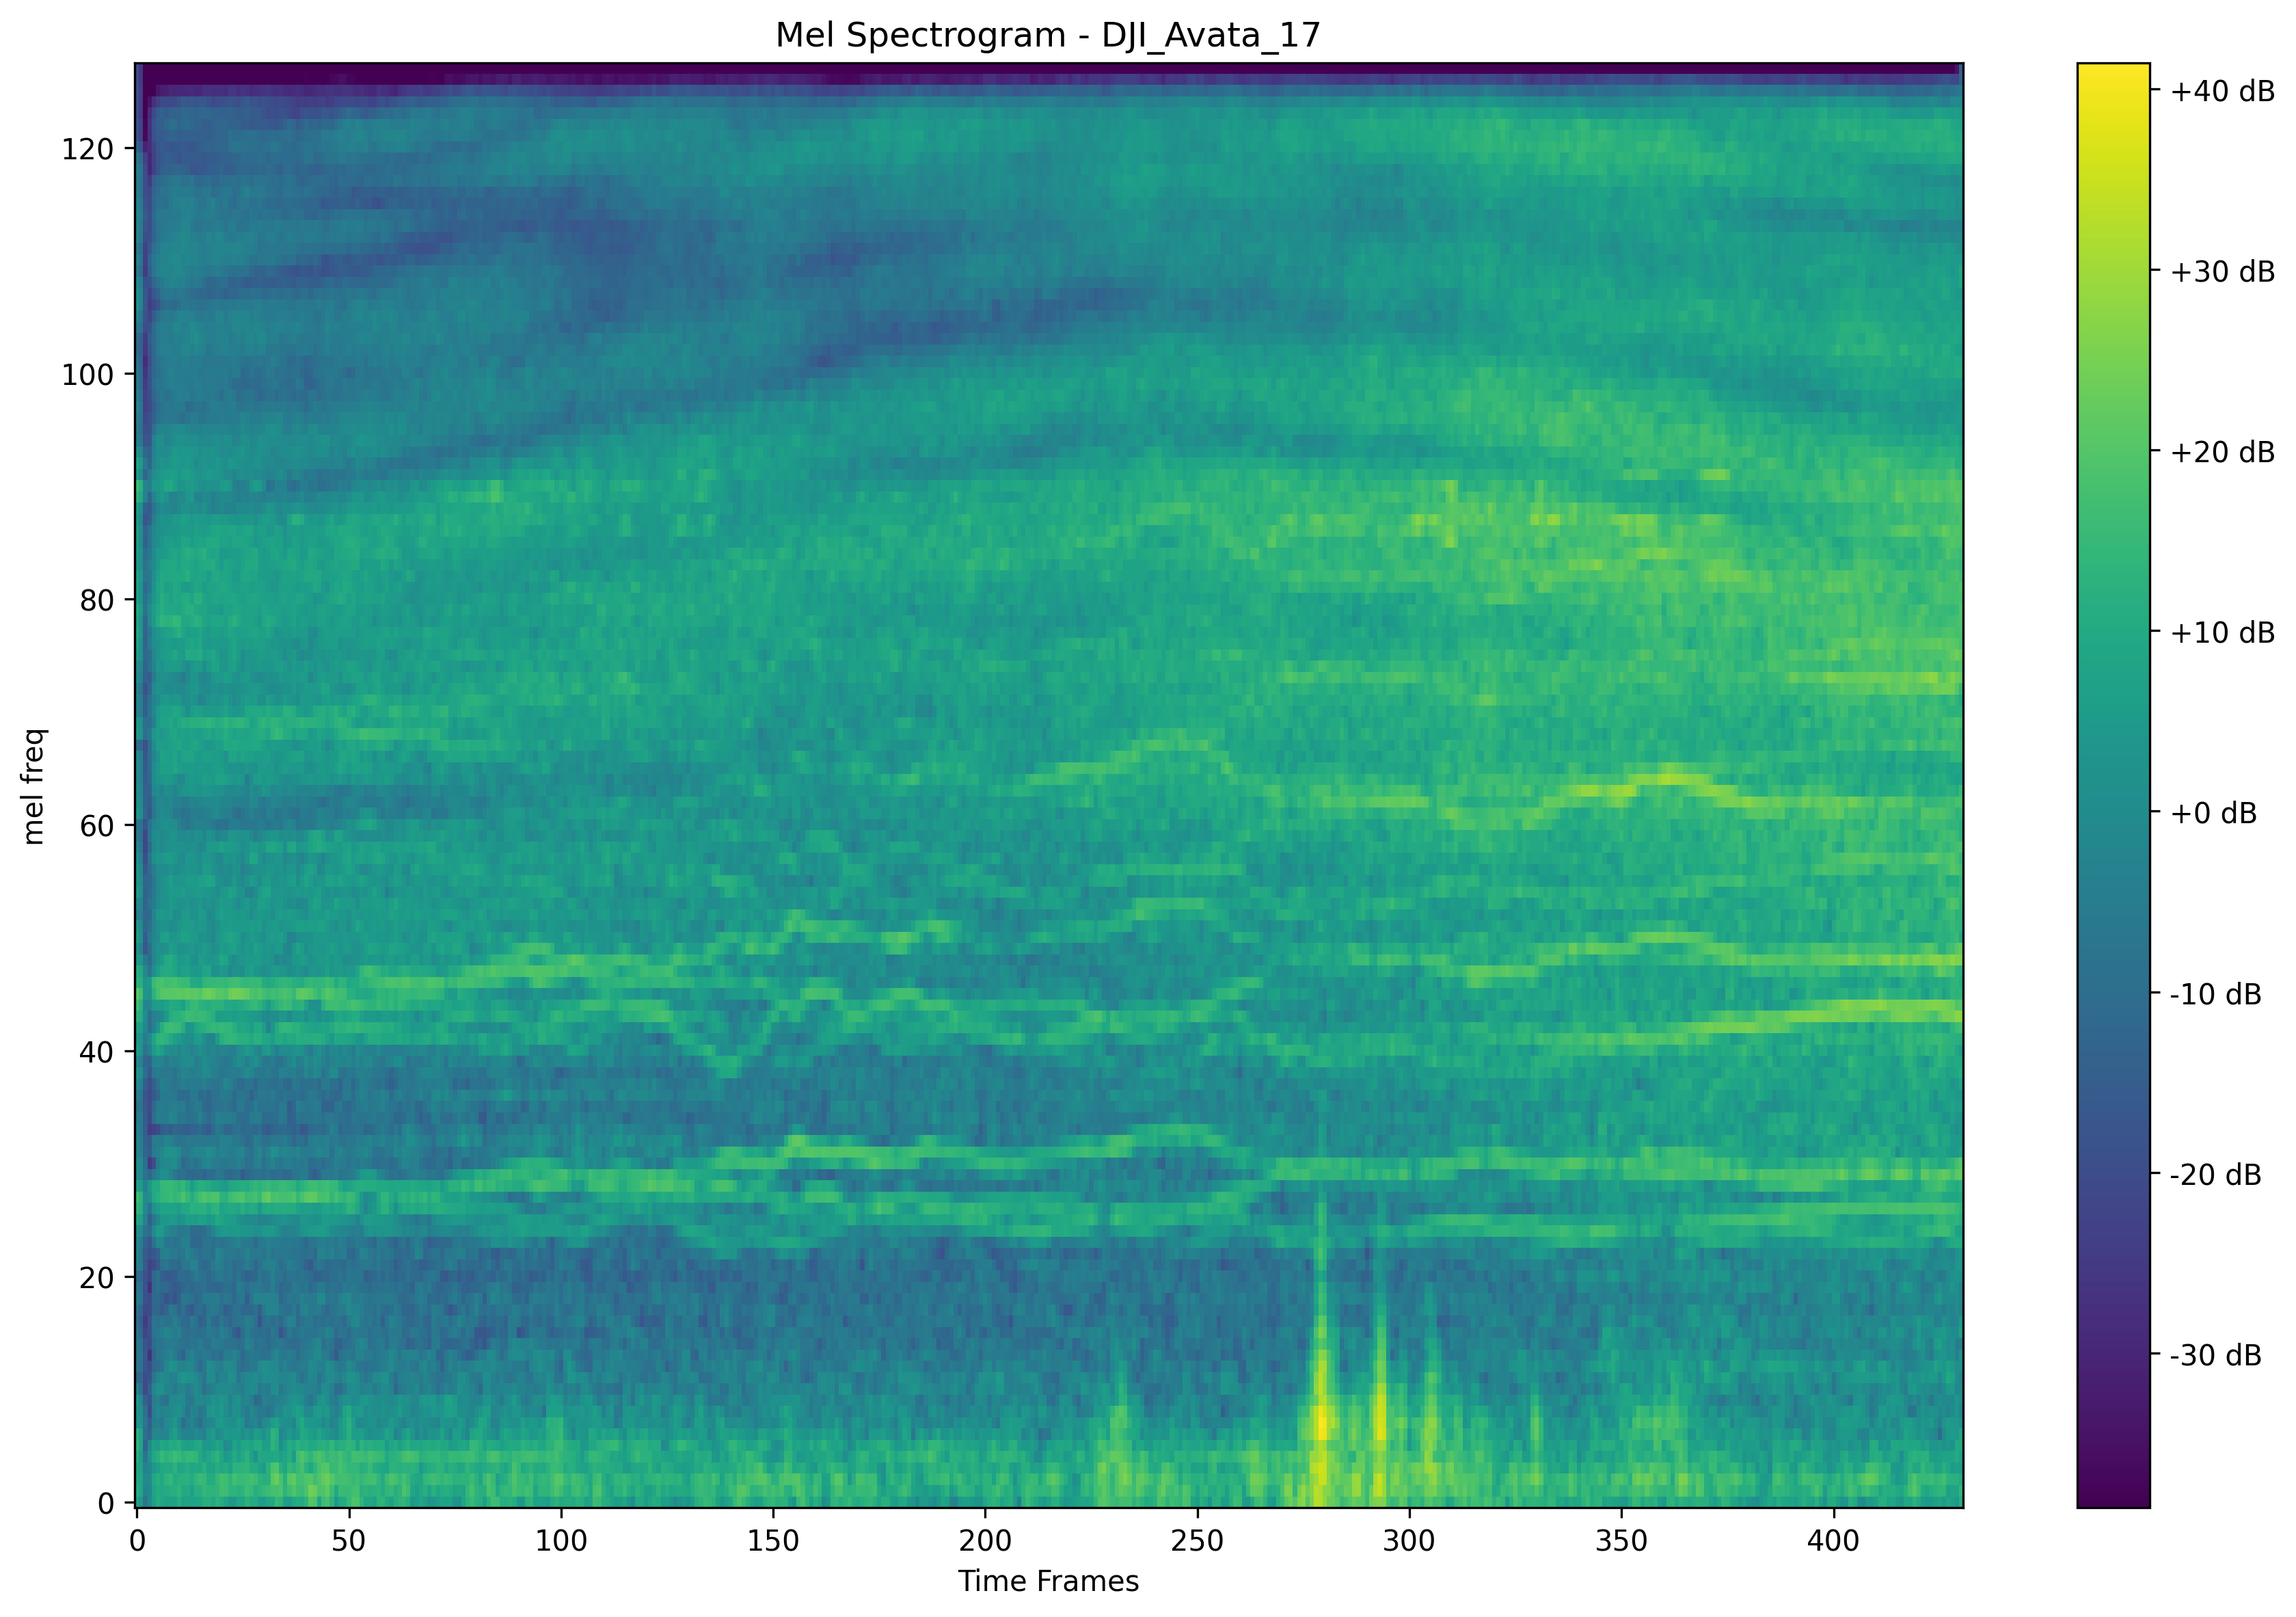 Mel Spectrogram - DJI_Avata_17
mel freq
120
100
80
60
40
20
0
0 50 100 150 200 250 300 350 400
Time Frames
+40 dB
+30 dB
+20 dB
+10 dB
+0 dB
-10 dB
-20 dB
-30 dB